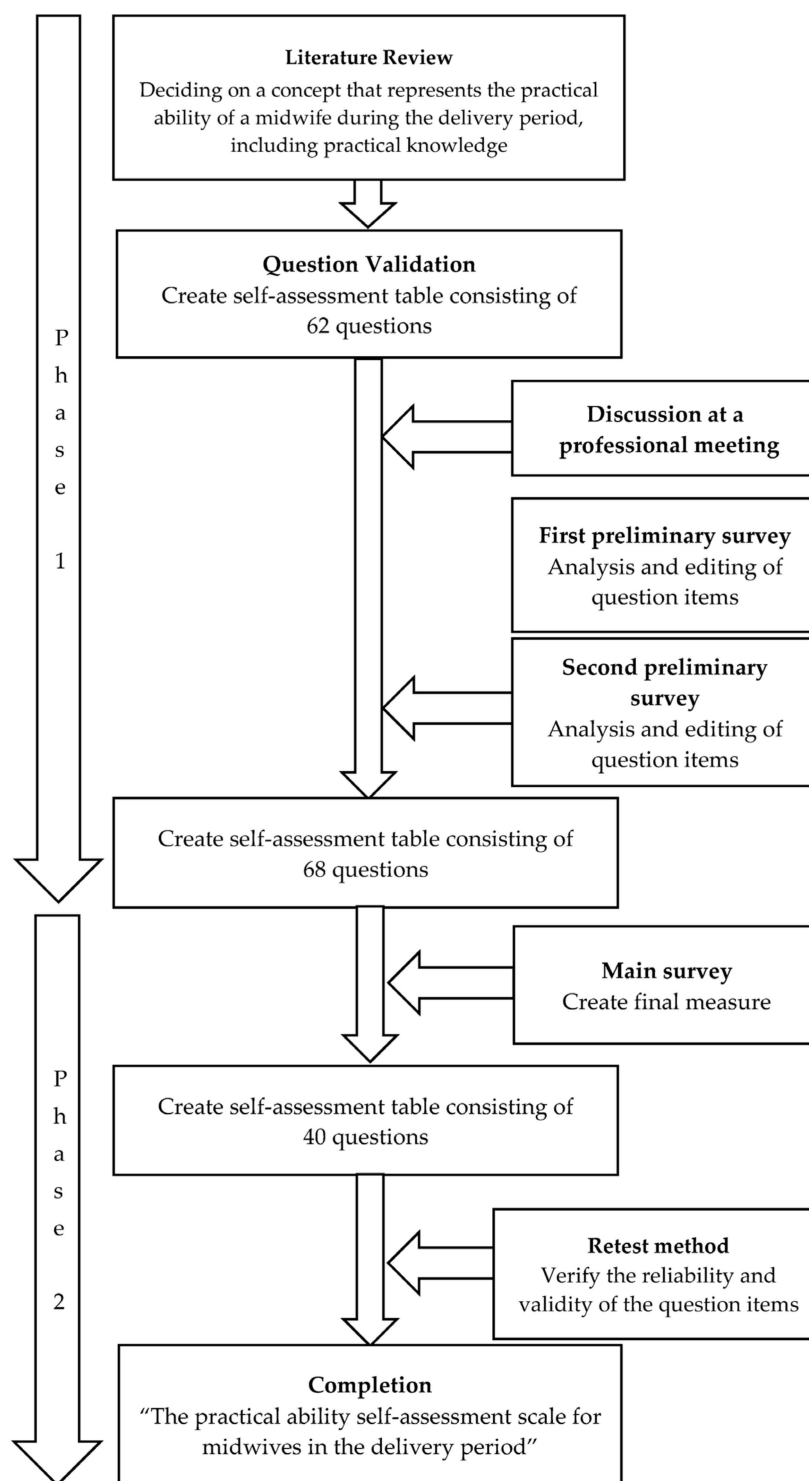 Literature Review
Deciding on a concept that represents the practical
ability of a midwife during the delivery period,
including practical knowledge
Question Validation
Create self-assessment table consisting of
62 questions
Phase 1
Discussion at a
professional meeting
First preliminary survey
Analysis and editing of
question items
Second preliminary
survey
Analysis and editing of
question items
Create self-assessment table consisting of
68 questions
Main survey
Create final measure
Phase 2
Create self-assessment table consisting of
40 questions
Retest method
Verify the reliability and
validity of the question items
Completion
“The practical ability self-assessment scale for
midwives in the delivery period”